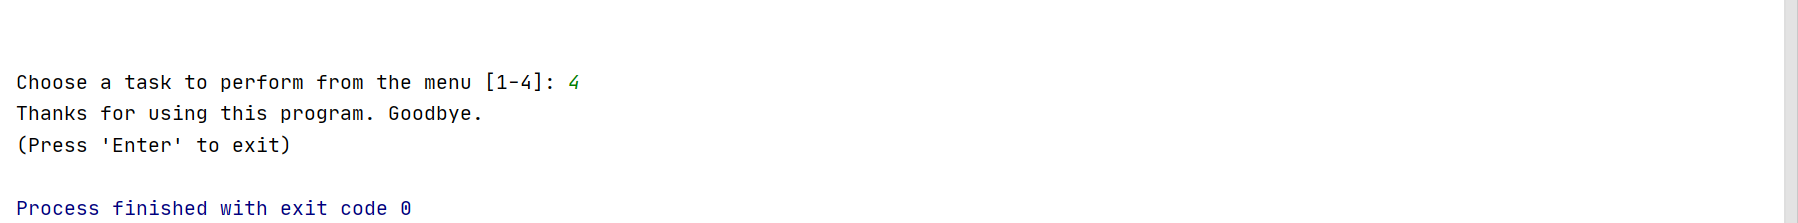 Choose a task to perform from the menu [1-4]: 4
Thanks for using this program. Goodbye.
(Press 'Enter' to exit)
Process finished with exit code 0